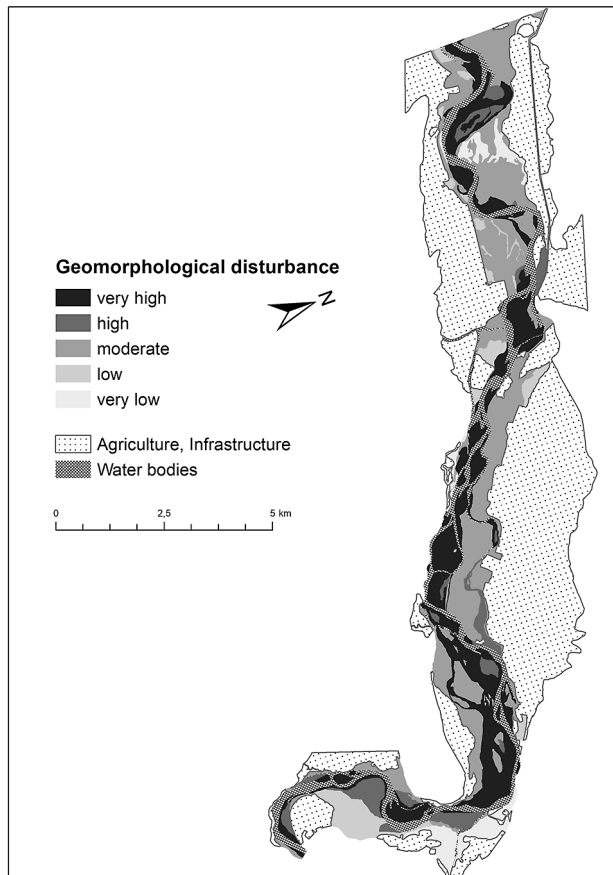 Geomorphological disturbance
very high
N
high
moderate
low
very low
Agriculture, Infrastructure
Water bodies
0 2,5 5 km